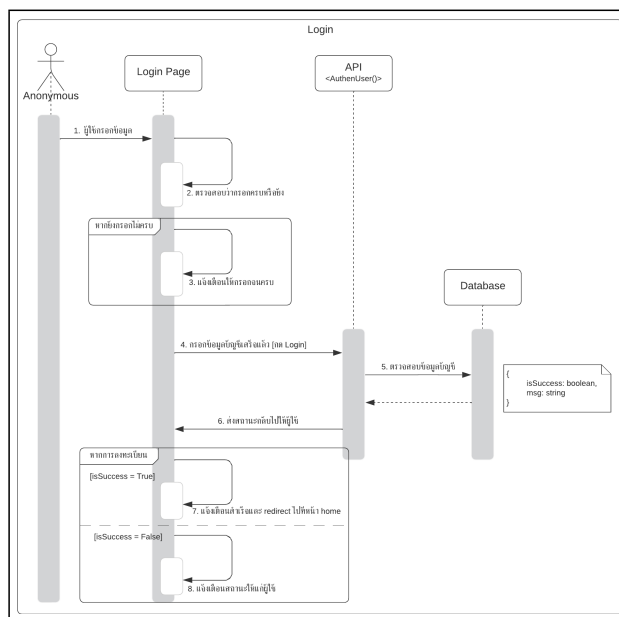 Login
Anonymous
Login Page
API
<AuthenUser()>
1. ผู้ใช้กรอกข้อมูล
2. ตรวจสอบว่ากรอกครบหรือยัง
หากยังกรอกไม่ครบ
3. แจ้งเตือนให้กรอกจนครบ
Database
4. กรอกข้อมูลบัญชีเสร็จแล้ว [กด Login]
5. ตรวจสอบข้อมูลบัญชี
{
isSuccess: boolean,
msg: string
}
6. ส่งสถานะกลับไปให้ผู้ใช้
หากการลงทะเบียน
[isSuccess = True]
7. แจ้งเตือนสำเร็จและ redirect ไปที่หน้า home
[isSuccess = False]
8. แจ้งเตือนสถานะให้แก่ผู้ใช้